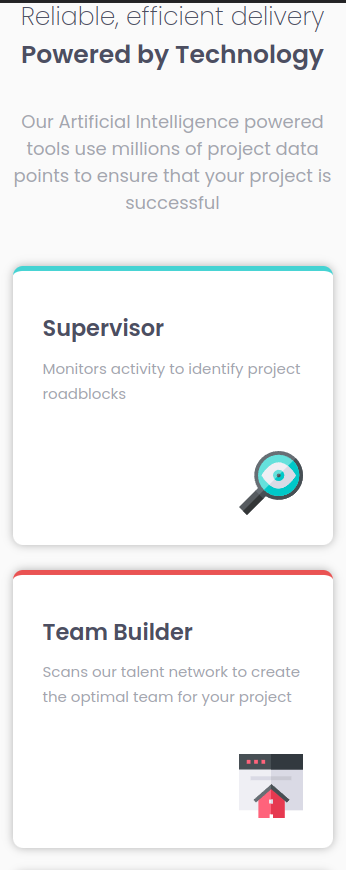 Reliable, efficient delivery
Powered by Technology
Our Artificial Intelligence powered
tools use millions of project data
points to ensure that your project is
successful
Supervisor
Monitors activity to identify project
roadblocks
Team Builder
Scans our talent network to create
the optimal team for your project